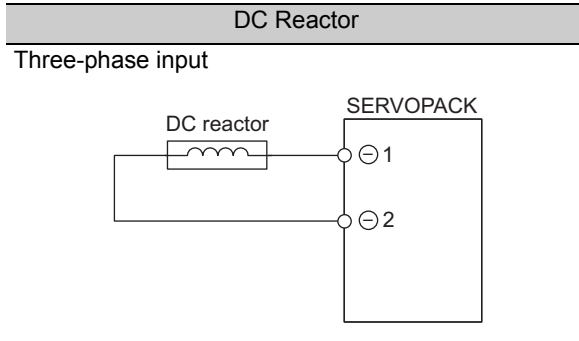 DC Reactor
Three-phase input
SERVOPACK
DC reactor
⊖ 1
⊖ 2